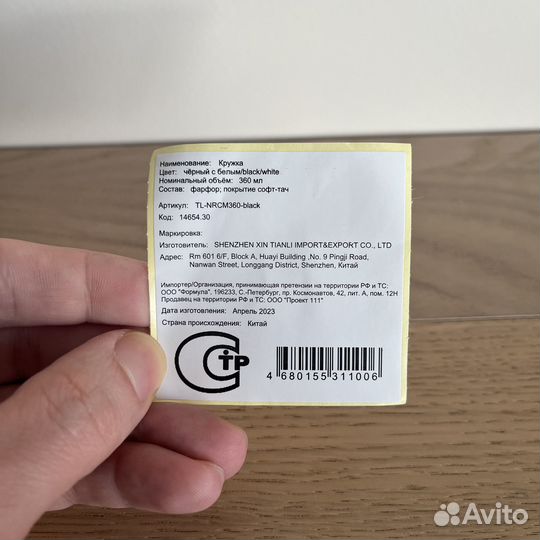 Наименование: Кружка
Цвет: чёрный с белым/black/white
Номинальный объём: 360 мл
Состав: фарфор; покрытие софт-тач
Артикул: TL-NRCM360-black
Код: 14654.30
Маркировка:
Изготовитель: SHENZHEN XIN TIANLI IMPORT&EXPORT CO., LTD
Адрес: Rm 601 6/F, Block A, Huayi Building ,No. 9 Pingji Road,
Nanwan Street, Longgang District, Shenzhen, Китай
Импортер/Организация, принимающая претензии на территории РФ и ТС:
ООО "Формула", 196233, С.-Петербург, пр. Космонавтов, 42, лит. А, пом. 12Н
Продавец на территории РФ и ТС: ООО "Проект 111"
Дата изготовления: Апрель 2023
Страна происхождения: Китай
СТР
4 680155 311006
Avito